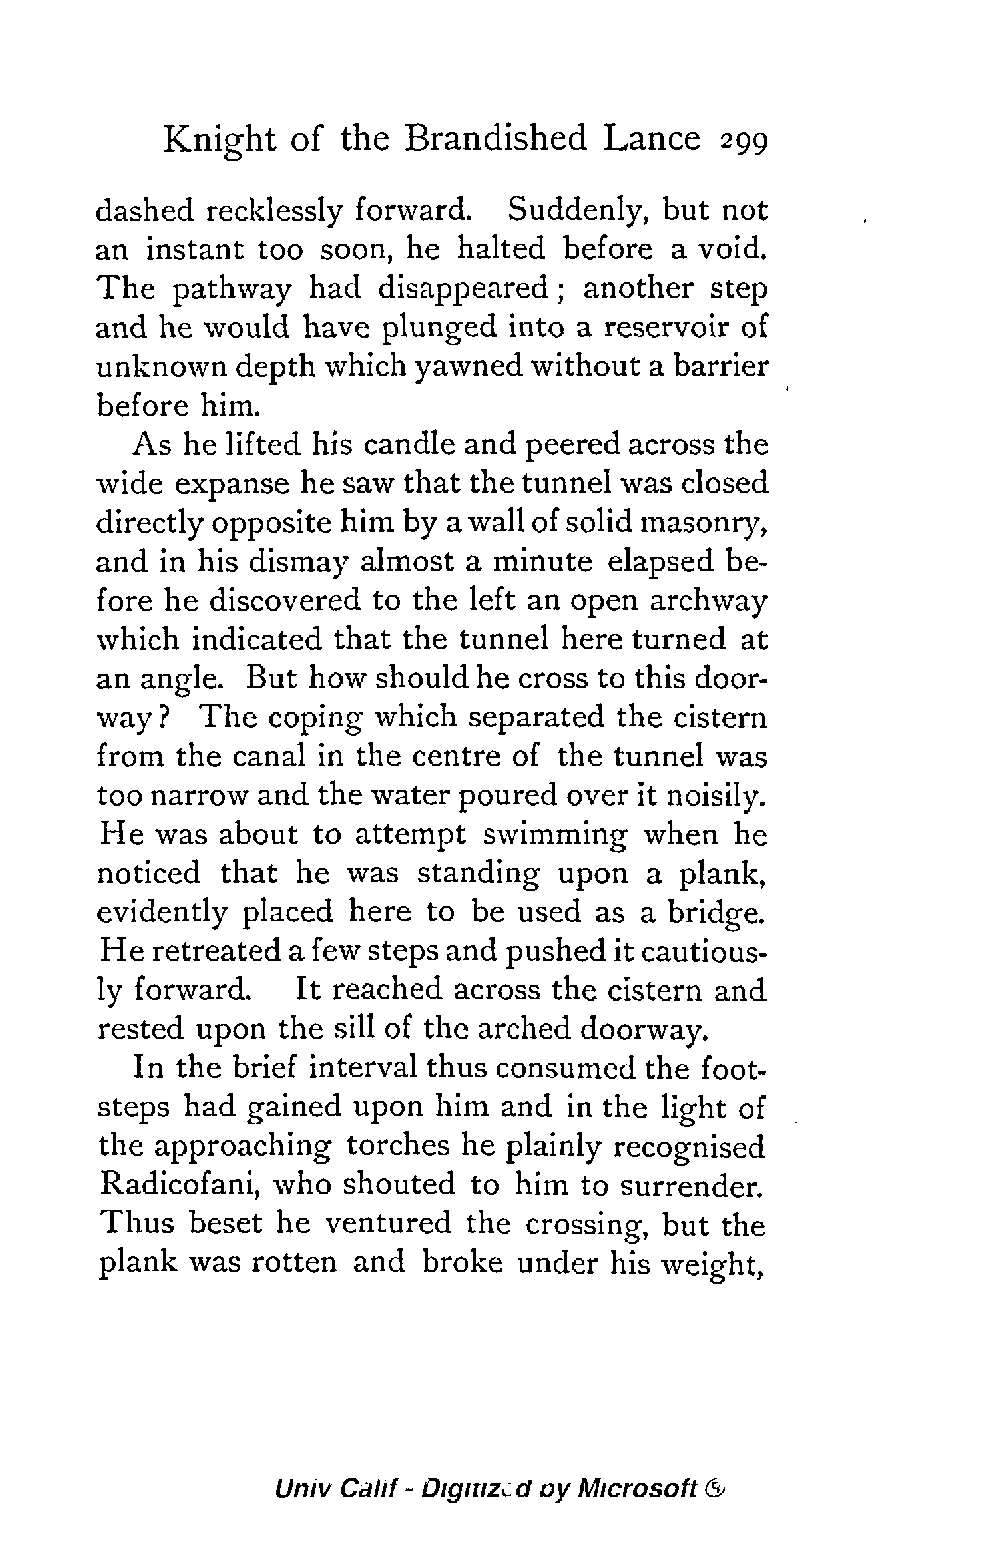 Knight of the Brandished Lance 299
dashed recklessly forward. Suddenly, but not
an instant too soon, he halted before a void.
The pathway had disappeared ; another step
and he would have plunged into a reservoir of
unknown depth which yawned without a barrier
before him.
As he lifted his candle and peered across the
wide expanse he saw that the tunnel was closed
directly opposite him by a wall of solid masonry,
and in his dismay almost a minute elapsed be-
fore he discovered to the left an open archway
which indicated that the tunnel here turned at
an angle. But how should he cross to this door-
way ? The coping which separated the cistern
from the canal in the centre of the tunnel was
too narrow and the water poured over it noisily.
He was about to attempt swimming when he
noticed that he was standing upon a plank,
evidently placed here to be used as a bridge.
He retreated a few steps and pushed it cautious-
ly forward. It reached across the cistern and
rested upon the sill of the arched doorway.
In the brief interval thus consumed the foot-
steps had gained upon him and in the light of
the approaching torches he plainly recognised
Radicofani, who shouted to him to surrender.
Thus beset he ventured the crossing, but the
plank was rotten and broke under his weight,
Univ Calif - Digitized by Microsoft ®